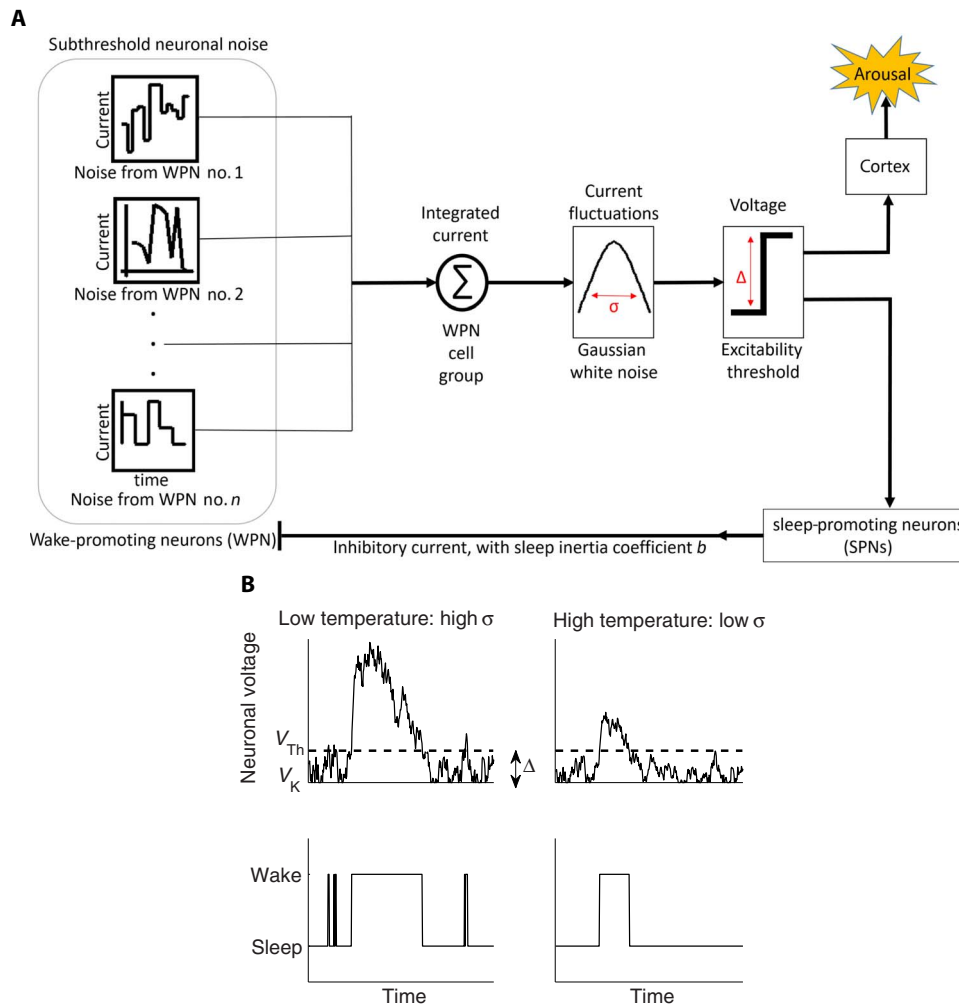 A
Subthreshold neuronal noise
Current
Noise from WPN no. 1
Current
Noise from WPN no. 2
Current
time
Noise from WPN no. n
Wake-promoting neurons (WPN)
Integrated
current
Σ
WPN
cell
group
Current
fluctuations
σ
Gaussian
white noise
Voltage
Δ
Excitability
threshold
Arousal
Cortex
sleep-promoting neurons
(SPNs)
Inhibitory current, with sleep inertia coefficient b
B
Low temperature: high σ
High temperature: low σ
Neuronal voltage
VTh
VK
Δ
Wake
Sleep
Time
Time